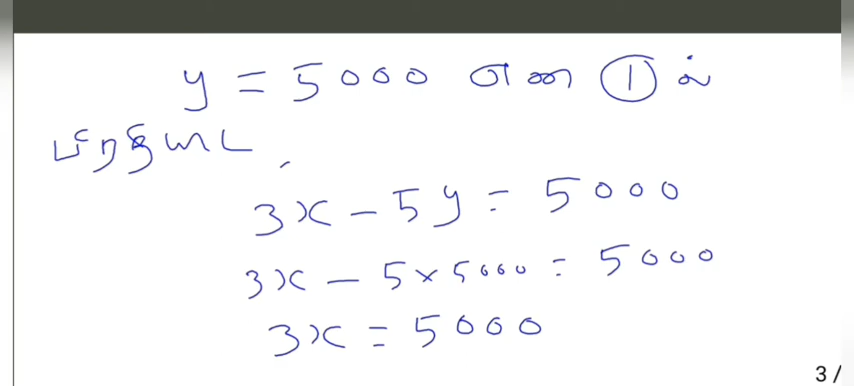 y = 5000 என ① ல்
பிரதியிட
3x - 5y = 5000
3x - 5 × 5000 = 5000
3x = 5000
3/